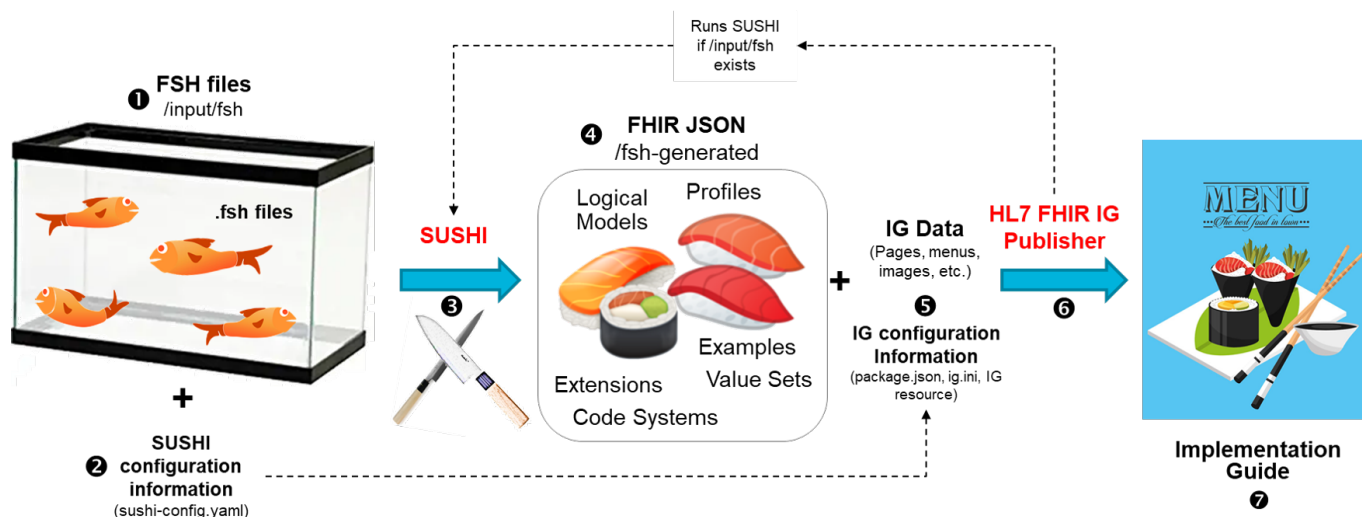 Runs SUSHI
if /input/fsh
exists
❶ FSH files
/input/fsh
.fsh files
+
❷ SUSHI
configuration
information
(sushi-config.yaml)
SUSHI
❸
❹ FHIR JSON
/fsh-generated
Logical
Models
Profiles
Examples
Value Sets
Extensions
Code Systems
+
IG Data
(Pages, menus,
images, etc.)
❺
IG configuration
Information
(package.json, ig.ini, IG
resource)
HL7 FHIR IG
Publisher
❻
MENU
The best food in town
Implementation
Guide
❼